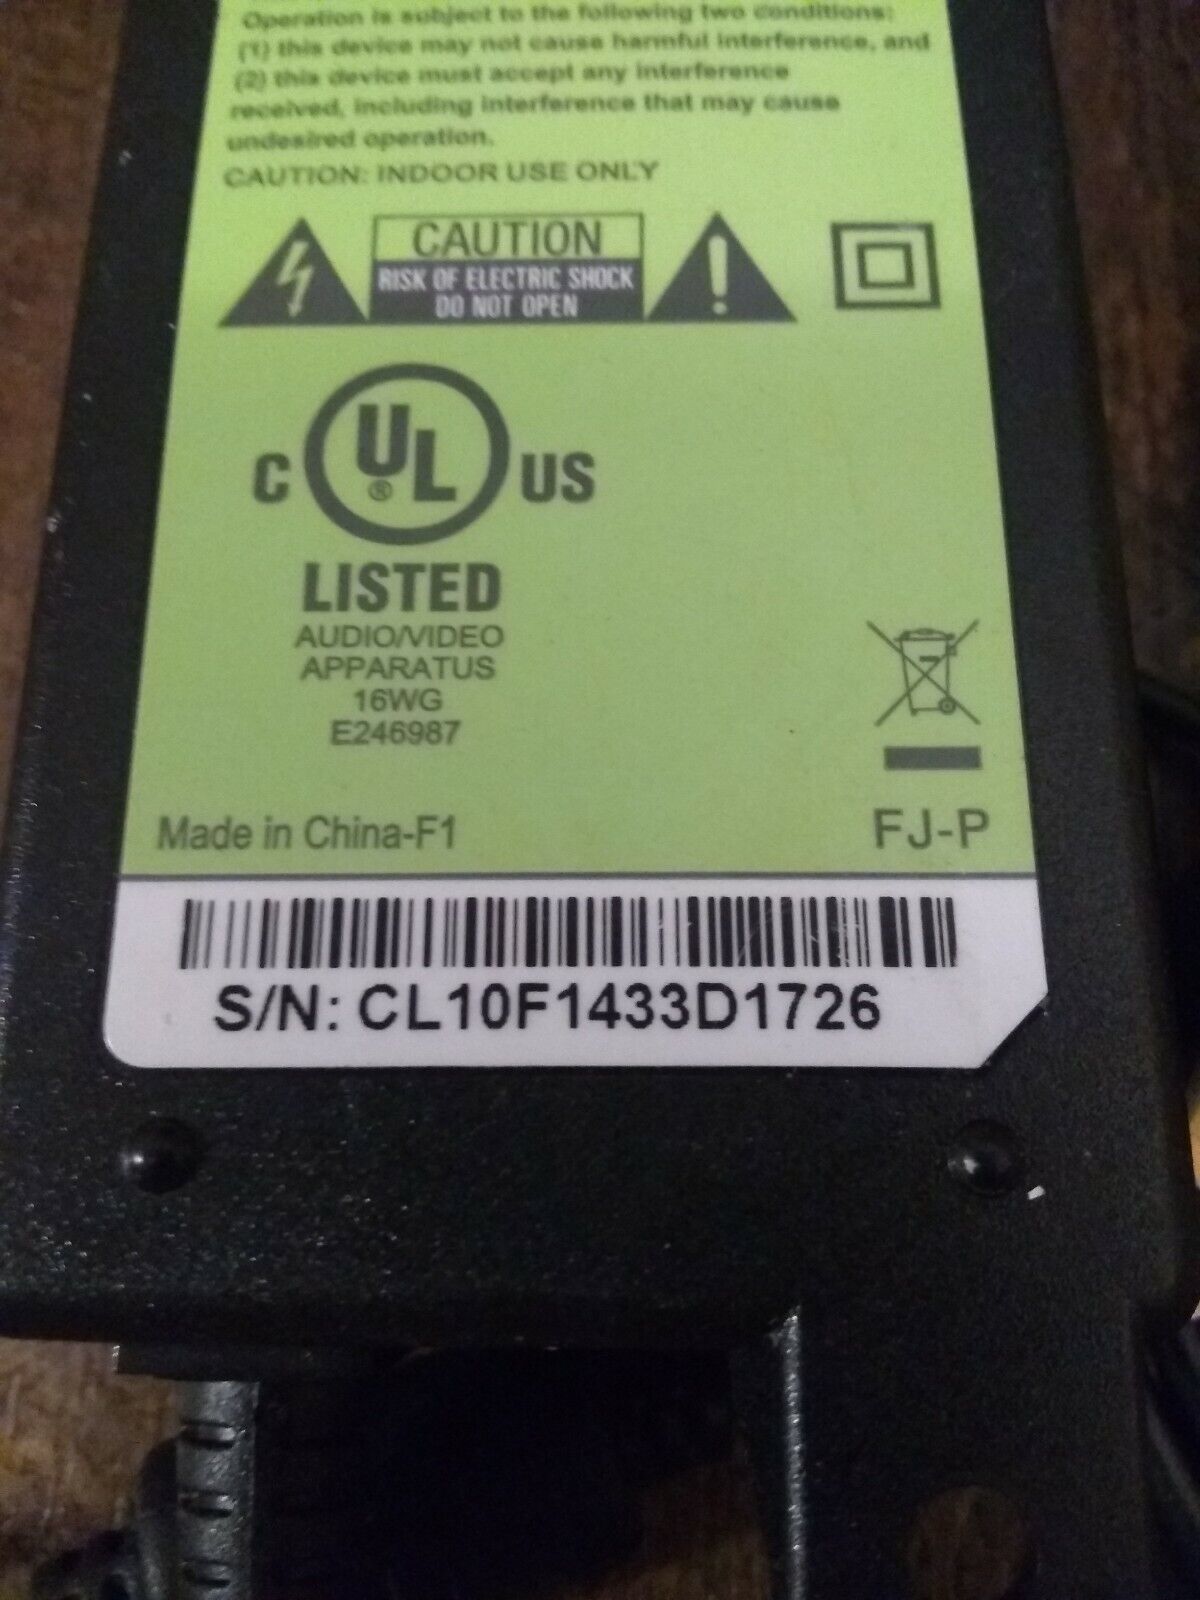 Operation is subject to the following two conditions:
(1) this device may not cause harmful interference, and
(2) this device must accept any interference
received, including interference that may cause
undesired operation.
CAUTION: INDOOR USE ONLY
CAUTION
RISK OF ELECTRIC SHOCK
DO NOT OPEN
C UL ® US
LISTED
AUDIO/VIDEO
APPARATUS
16WG
E246987
Made in China-F1
FJ-P
S/N: CL10F1433D1726